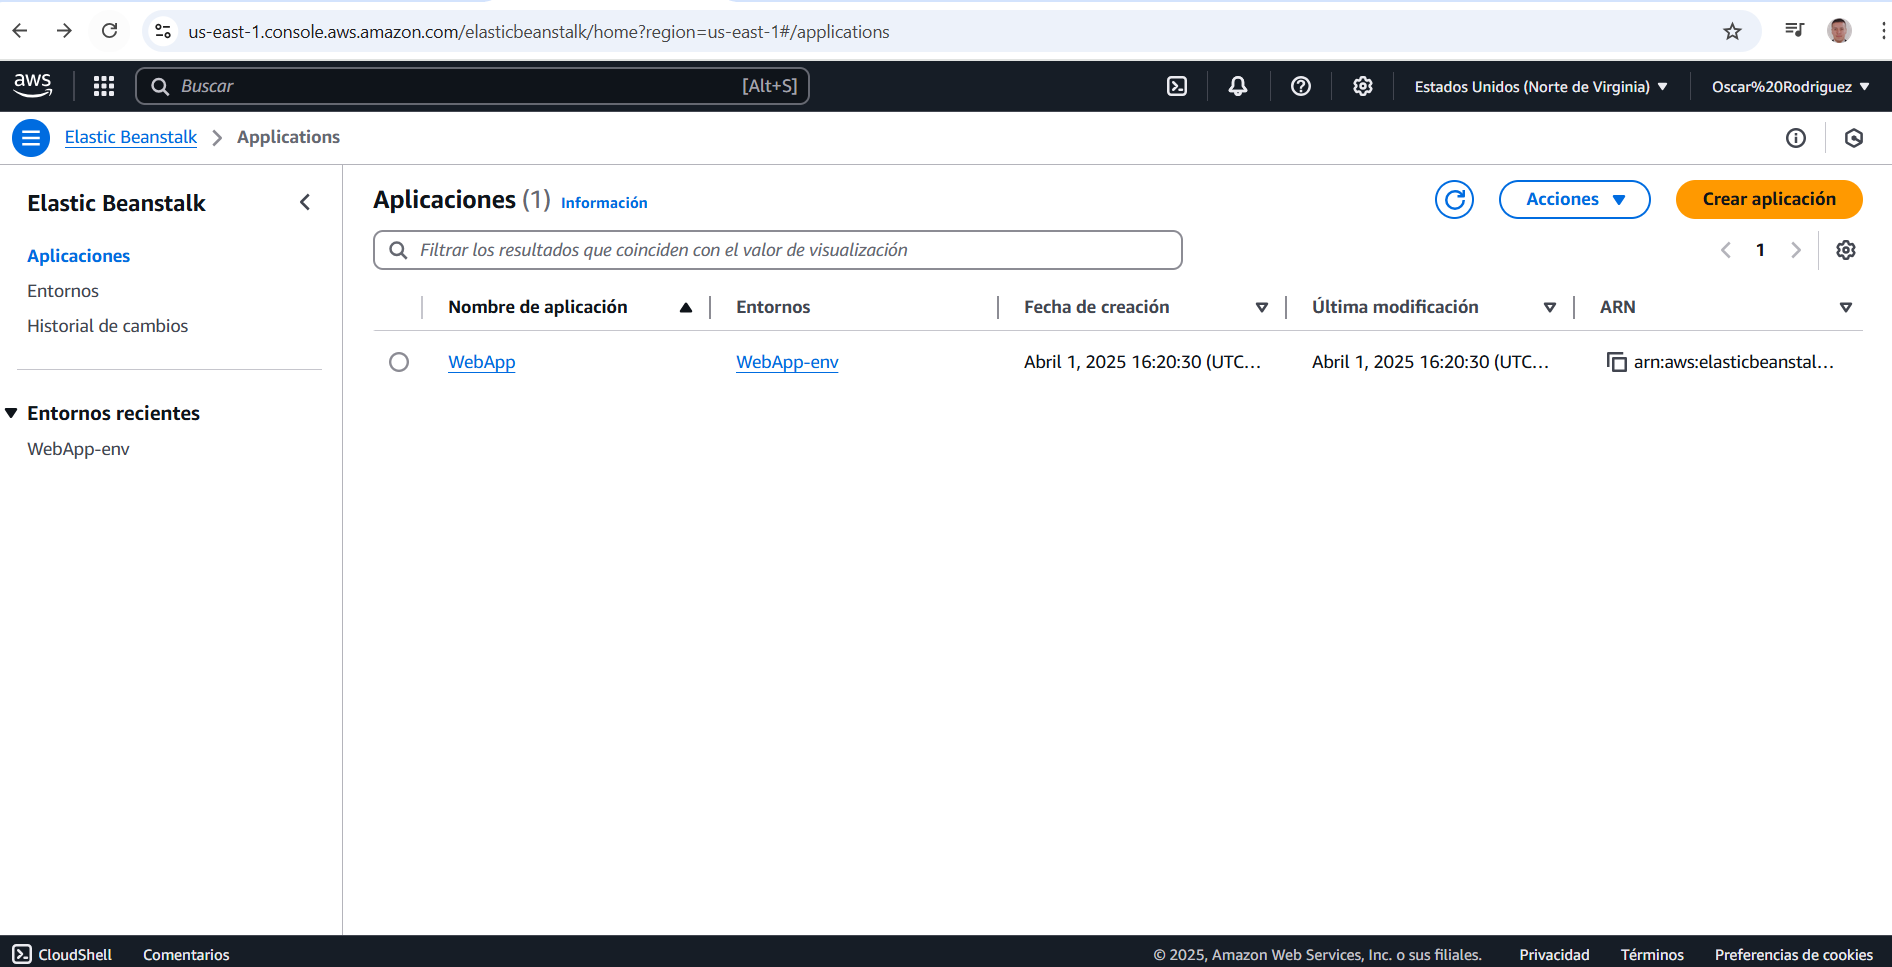 us-east-1.console.aws.amazon.com/elasticbeanstalk/home?region=us-east-1#/applications
aws
Buscar
[Alt+S]
Estados Unidos (Norte de Virginia)
Oscar%20Rodriguez
Elastic Beanstalk
Applications
Elastic Beanstalk
Aplicaciones
Entornos
Historial de cambios
Entornos recientes
WebApp-env
Aplicaciones (1) Información
Acciones
Crear aplicación
Filtrar los resultados que coinciden con el valor de visualización
1
Nombre de aplicación
Entornos
Fecha de creación
Última modificación
ARN
WebApp
WebApp-env
Abril 1, 2025 16:20:30 (UTC...
Abril 1, 2025 16:20:30 (UTC...
arn:aws:elasticbeanstal...
CloudShell
Comentarios
© 2025, Amazon Web Services, Inc. o sus filiales.
Privacidad
Términos
Preferencias de cookies